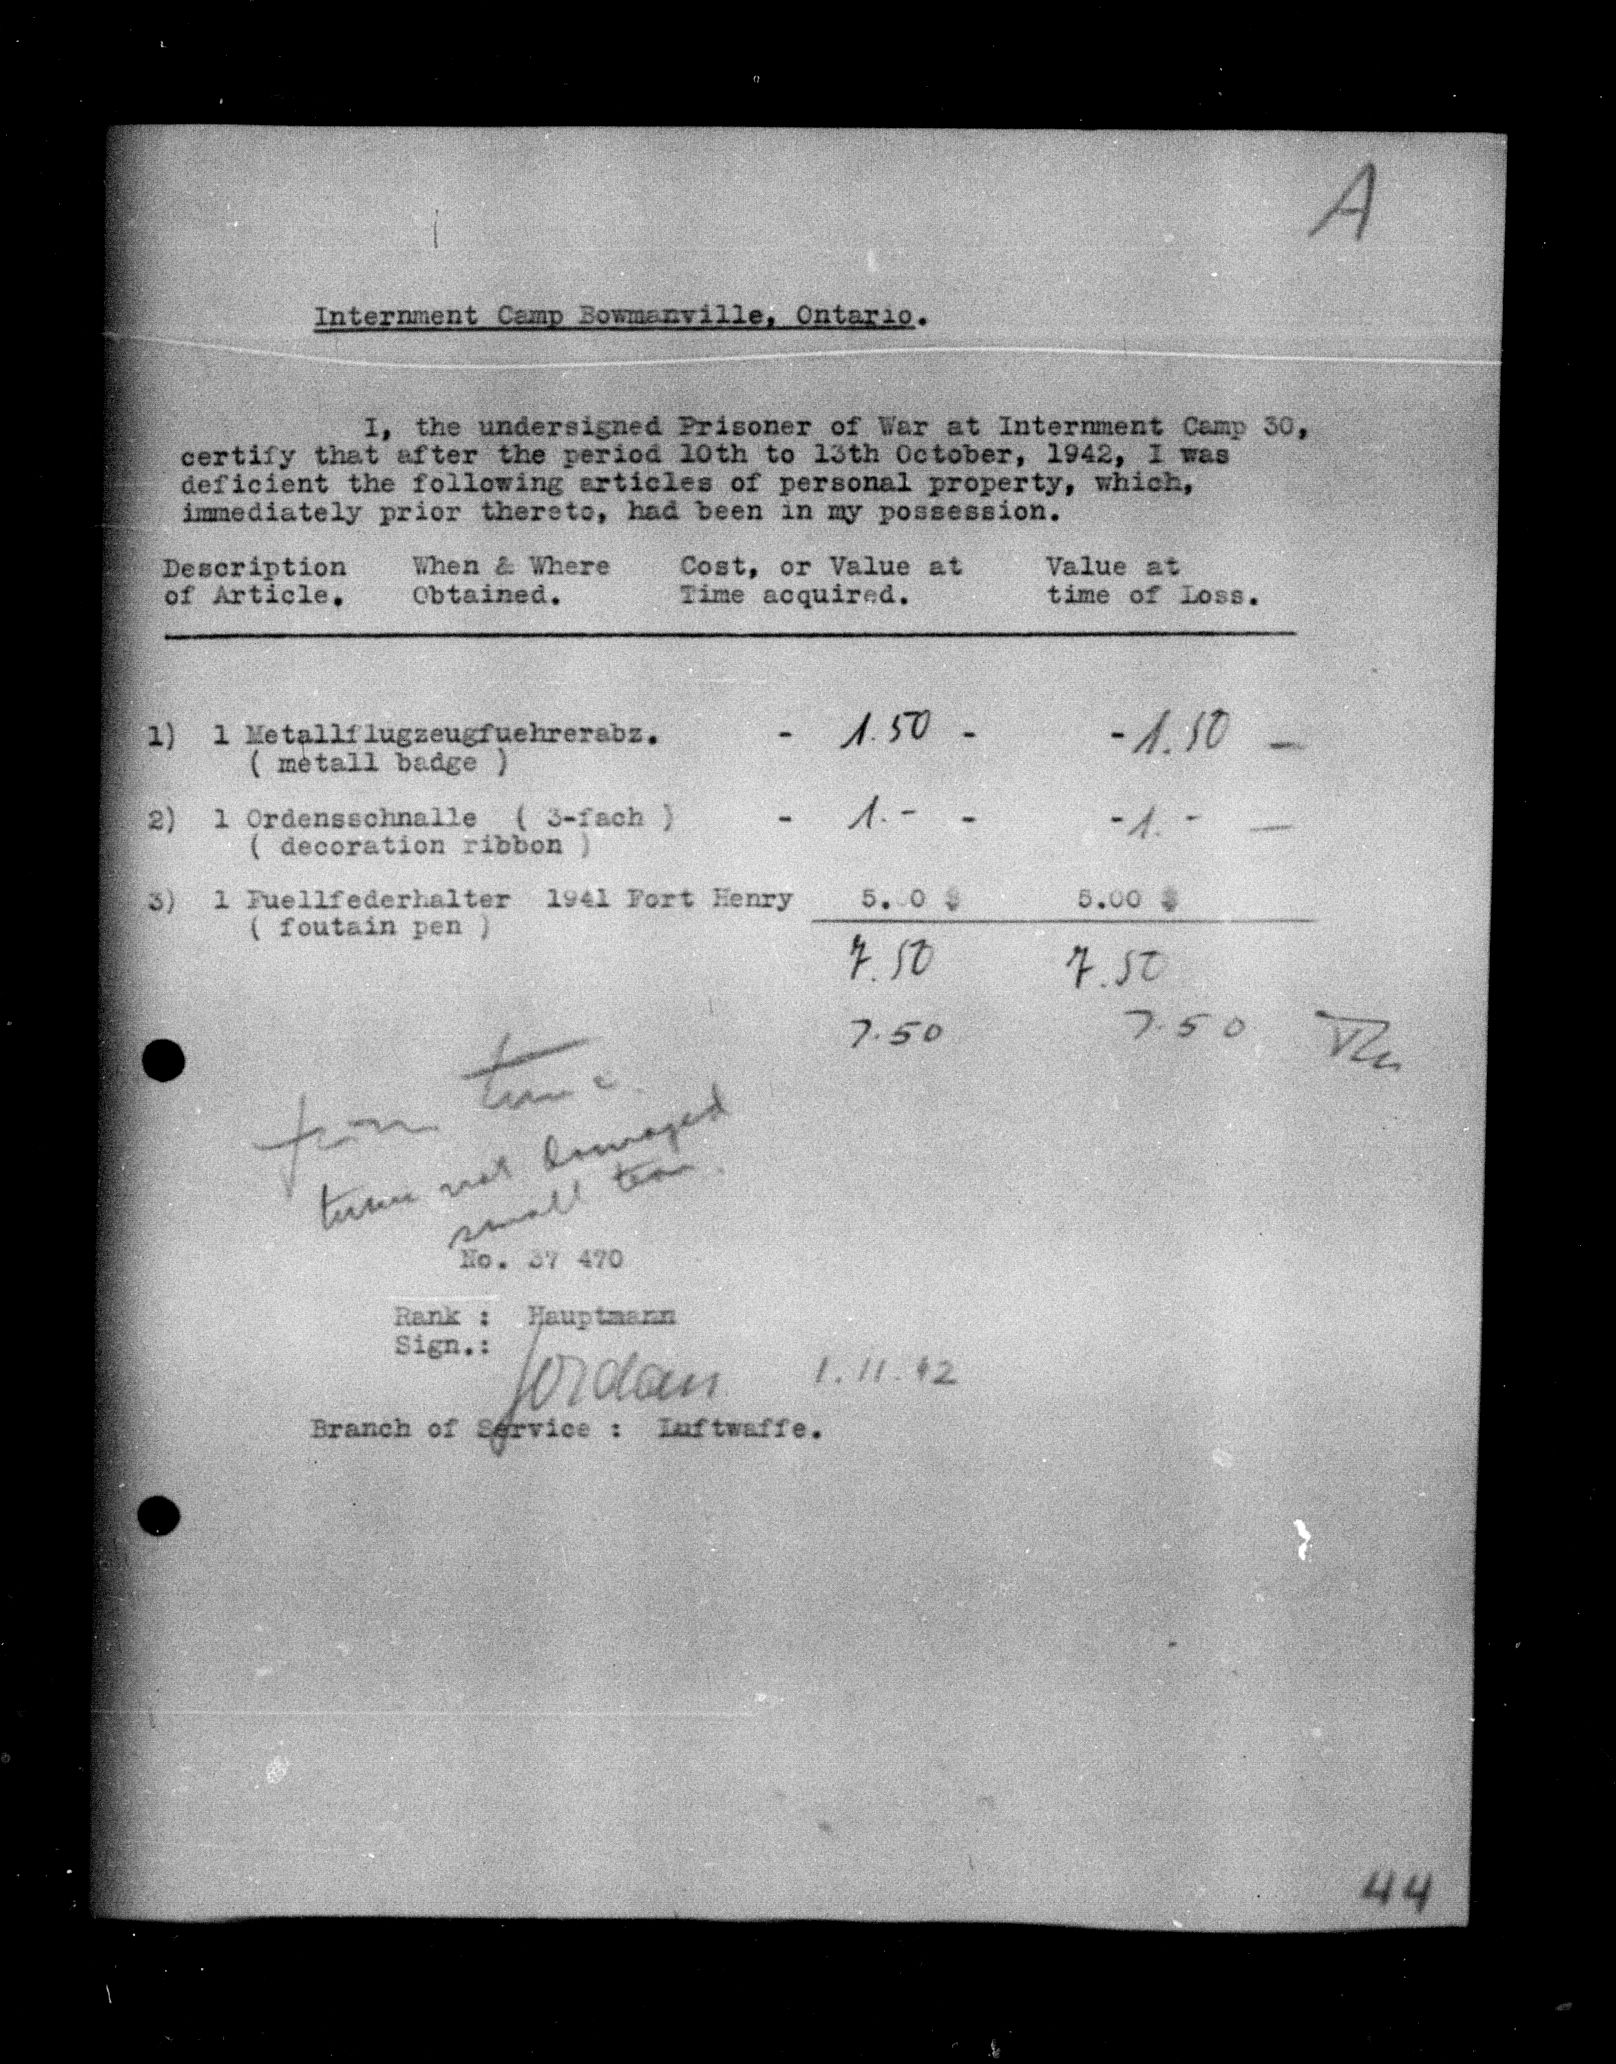 A
Internment Camp Bowmanville, Ontario.
I, the undersigned Prisoner of War at Internment Camp 30,
certify that after the period 10th to 13th October, 1942, I was
deficient the following articles of personal property, which,
immediately prior thereto, had been in my possession.
Description When & Where Cost, or Value at Value at
of Article. Obtained. Time acquired. time of Loss.
1) 1 Metallflugzeugfuehrerabz. - 1.50 - - 1.50 -
( metall badge )
2) 1 Ordensschnalle ( 3-fach ) - 1.- - - 1.- -
( decoration ribbon )
3) 1 Fuellfederhalter 1941 Fort Henry 5.00 $ 5.00 $
( foutain pen )
7.50 7.50
7.50 7.50
not damaged
small
No. 37 470
Rank : Hauptmann
Sign.:
Jordan 1.11.42
Branch of Service : Luftwaffe.
44